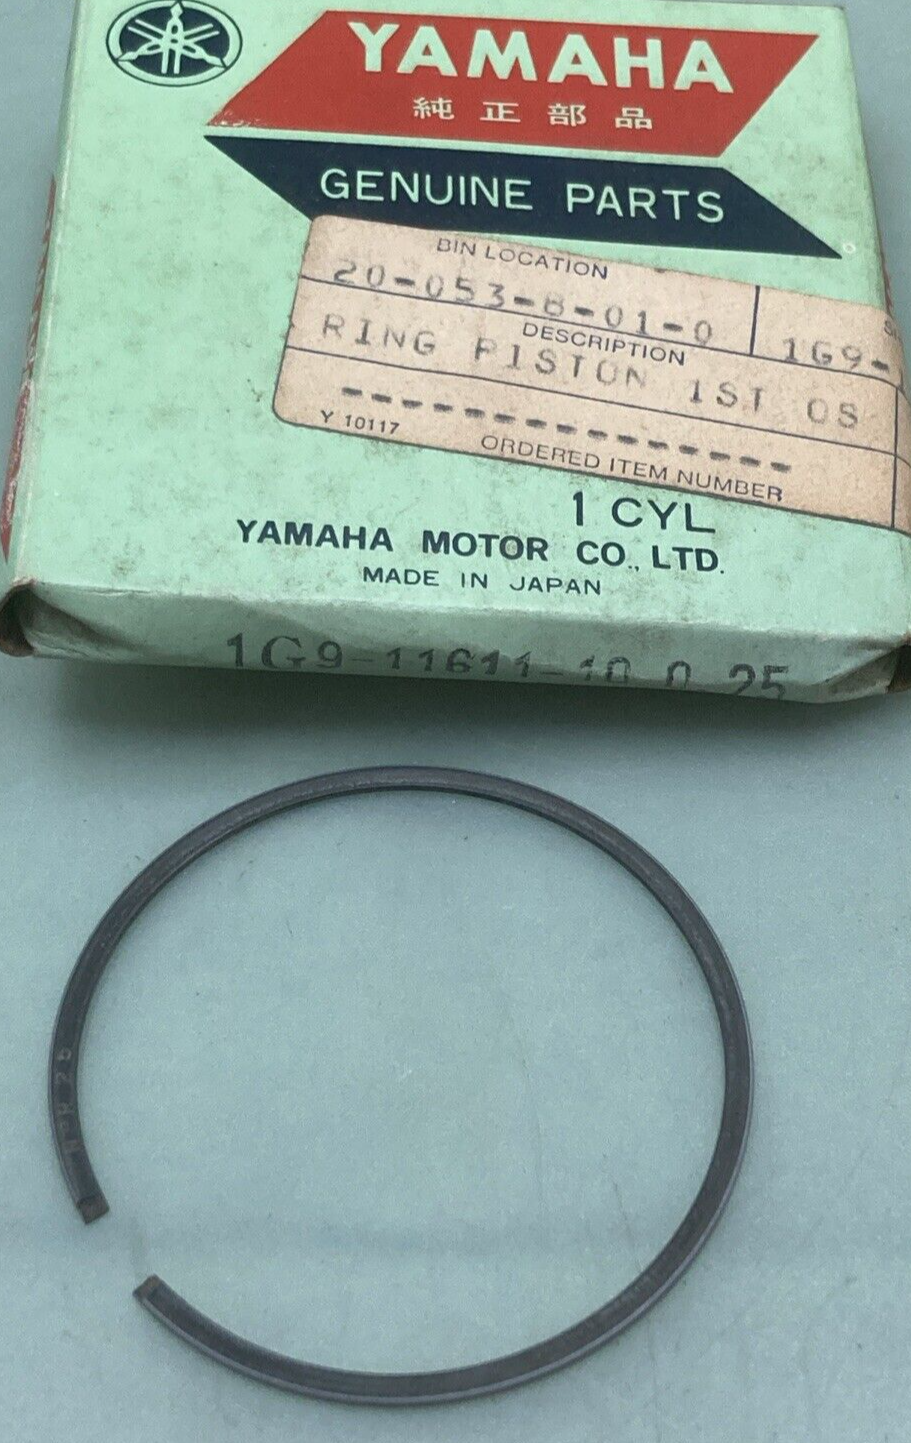 YAMAHA
純正部品
GENUINE PARTS
BIN LOCATION
20-053-8-01-0
1G9-
DESCRIPTION
RING PISTON 1ST OS
----------
Y 10117
ORDERED ITEM NUMBER
1 CYL
YAMAHA MOTOR CO., LTD.
MADE IN JAPAN
1G9-11611-10 0.25